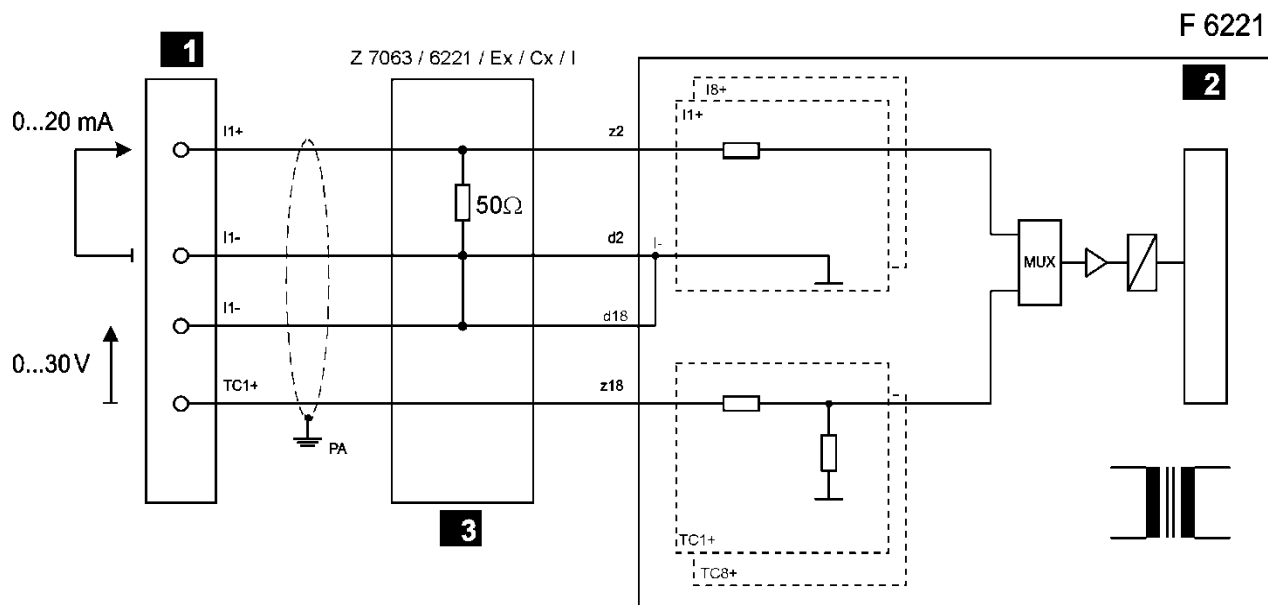 F 6221
1
Z 7063 / 6221 / Ex / Cx / I
2
I8+
I1+
0...20 mA
I1+
z2
50Ω
I1-
d2
I-
MUX
I1-
d18
0...30 V
TC1+
z18
PA
3
TC1+
TC8+